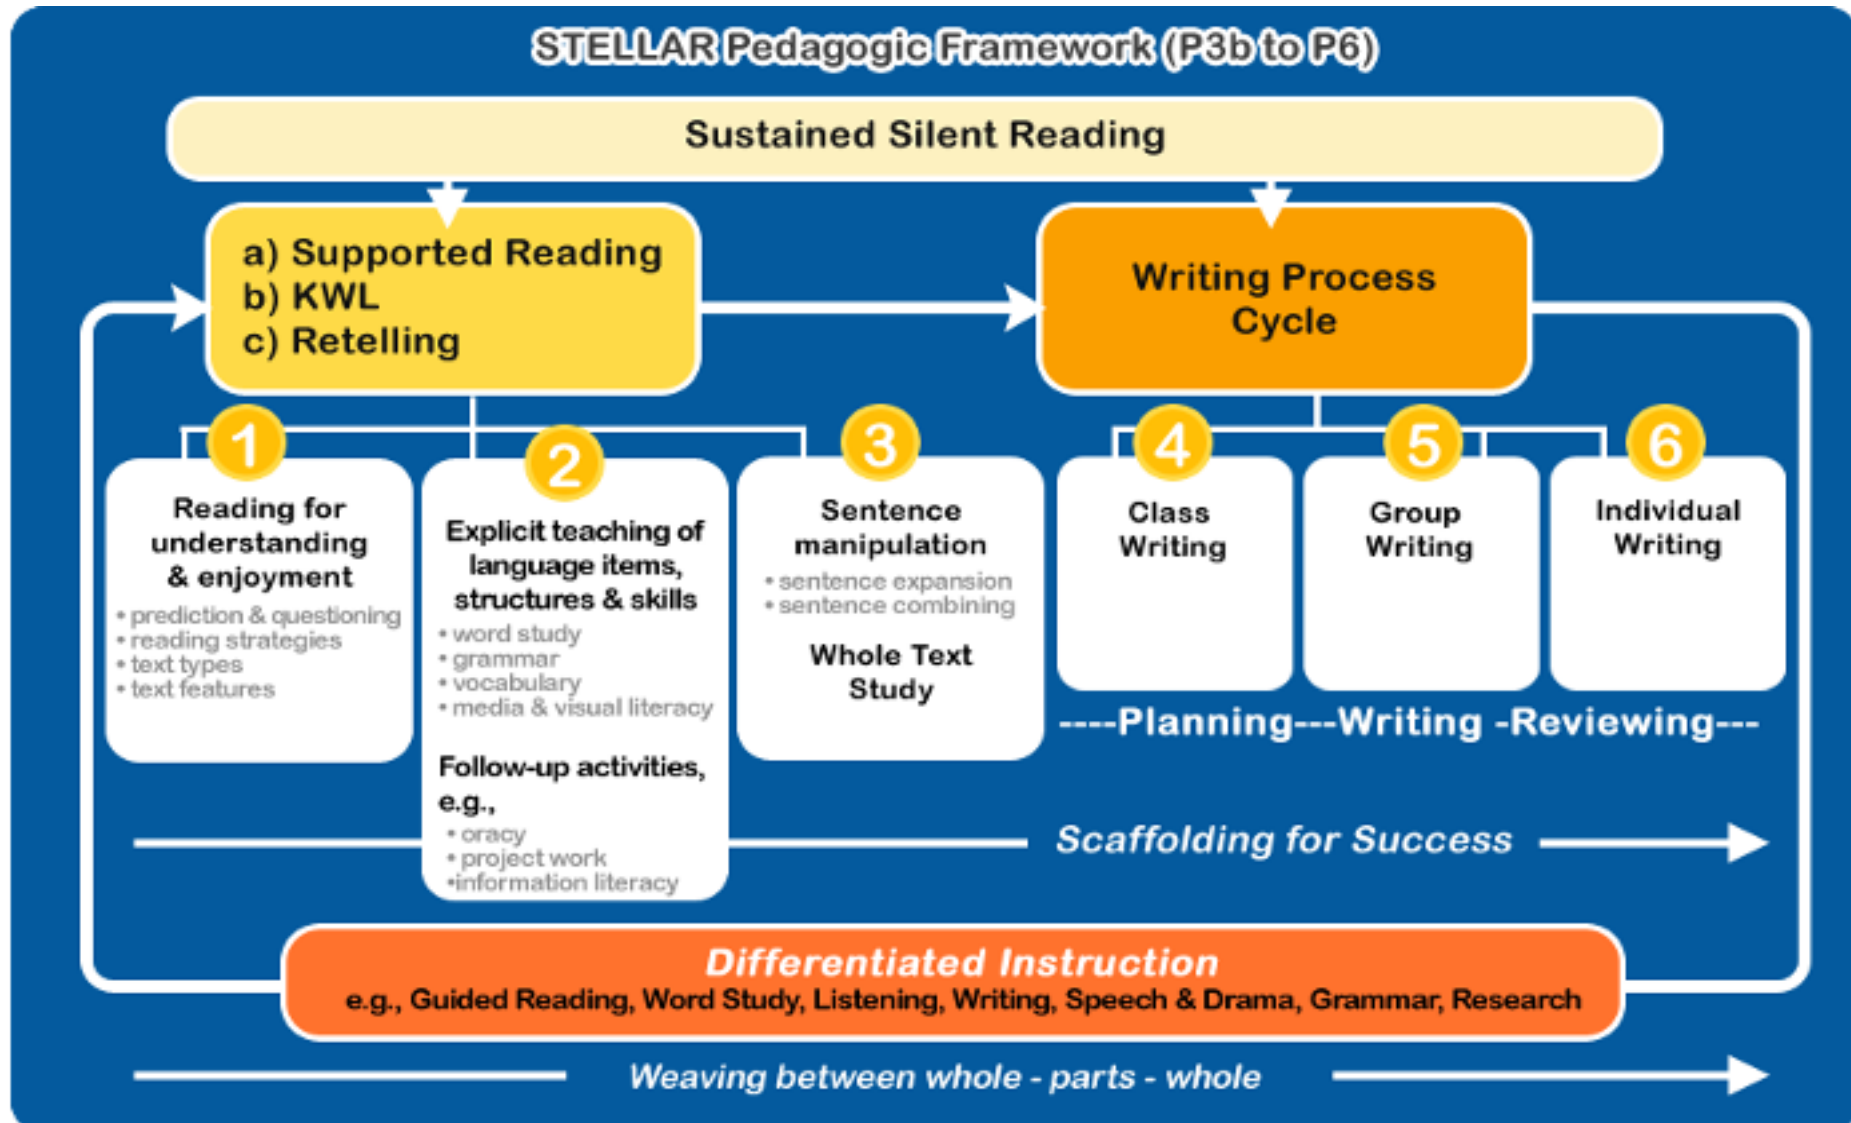 STELLAR Pedagogic Framework (P3b to P6)
Sustained Silent Reading
a) Supported Reading
b) KWL
c) Retelling
Writing Process
Cycle
1
Reading for
understanding
& enjoyment
• prediction & questioning
• reading strategies
• text types
• text features
2
Explicit teaching of
language items,
structures & skills
• word study
• grammar
• vocabulary
• media & visual literacy
Follow-up activities,
e.g.,
• oracy
• project work
•information literacy
3
Sentence
manipulation
• sentence expansion
• sentence combining
Whole Text
Study
4
Class
Writing
5
Group
Writing
6
Individual
Writing
----Planning---Writing -Reviewing---
Scaffolding for Success
Differentiated Instruction
e.g., Guided Reading, Word Study, Listening, Writing, Speech & Drama, Grammar, Research
Weaving between whole - parts - whole